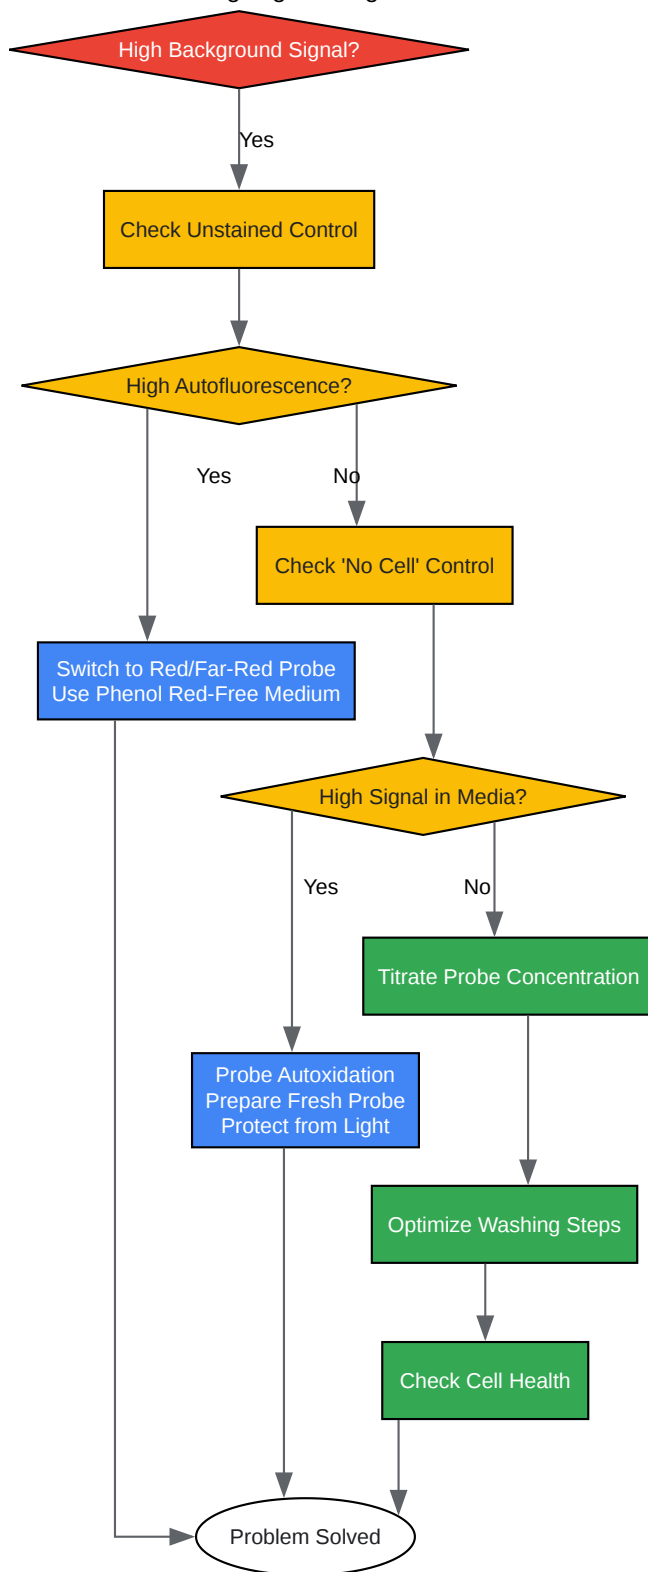 High Background Signal?
Yes
Check Unstained Control
High Autofluorescence?
Yes
No
Check 'No Cell' Control
Switch to Red/Far-Red Probe
Use Phenol Red-Free Medium
High Signal in Media?
Yes
No
Titrate Probe Concentration
Probe Autoxidation
Prepare Fresh Probe
Protect from Light
Optimize Washing Steps
Check Cell Health
Problem Solved